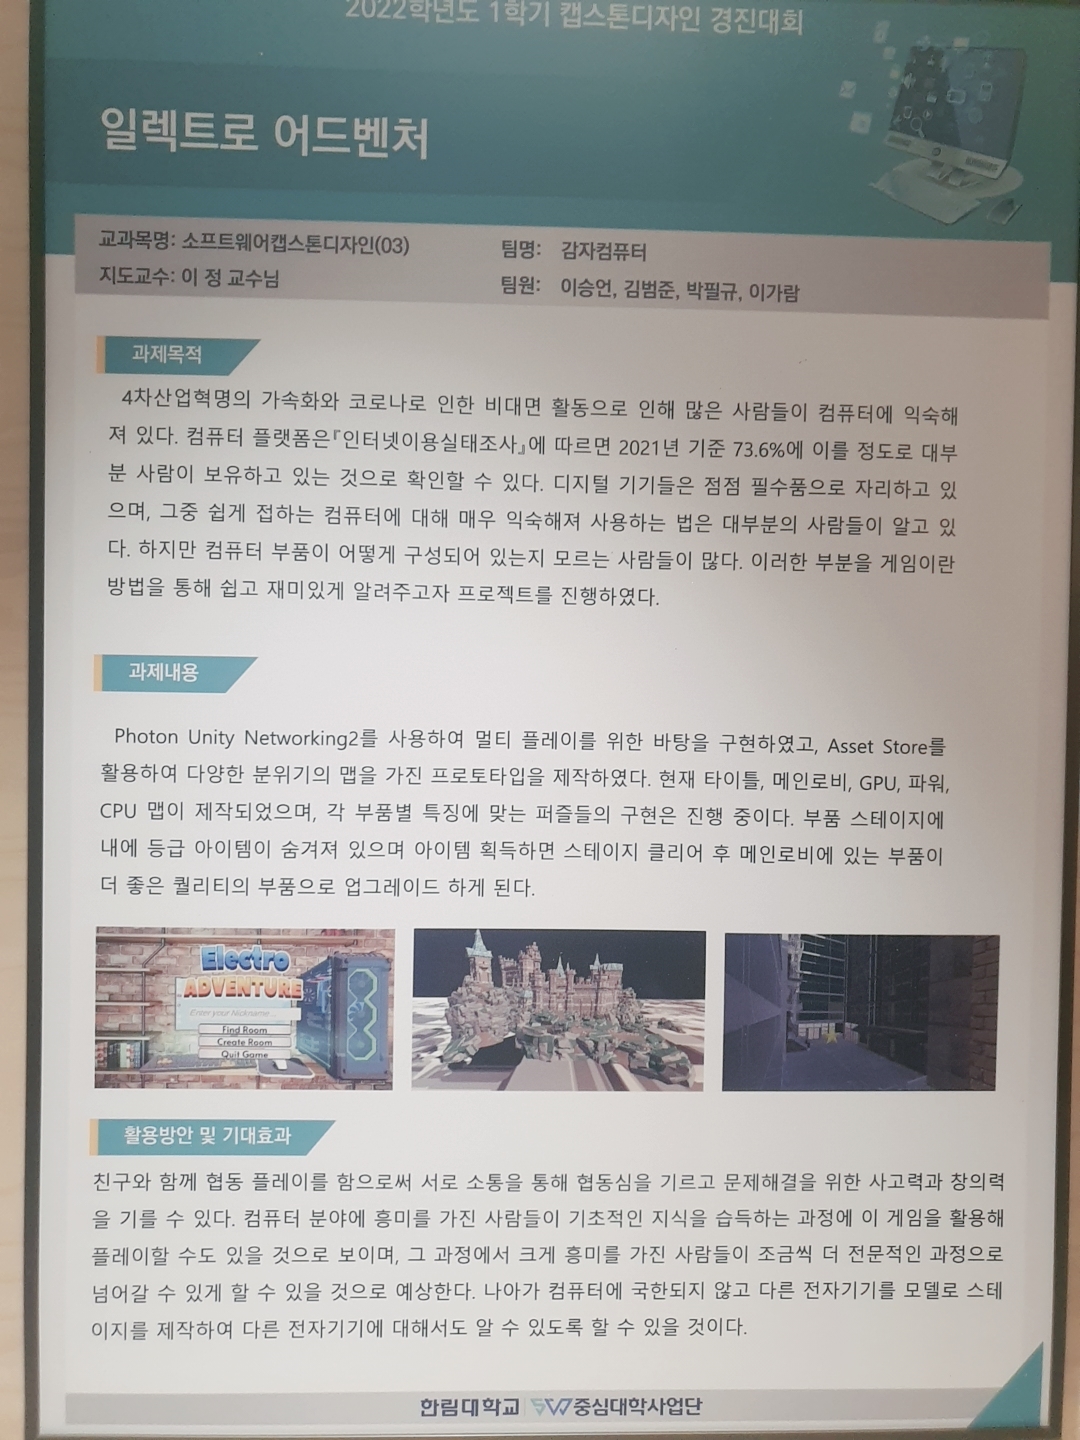 2022학년도 1학기 캡스톤디자인 경진대회
일렉트로 어드벤처
교과목명: 소프트웨어캡스톤디자인(03)
팀명: 감자컴퓨터
지도교수: 이 정 교수님
팀원: 이승언, 김범준, 박필규, 이가람
과제목적
4차산업혁명의 가속화와 코로나로 인한 비대면 활동으로 인해 많은 사람들이 컴퓨터에 익숙해
져 있다. 컴퓨터 플랫폼은『인터넷이용실태조사』에 따르면 2021년 기준 73.6%에 이를 정도로 대부
분 사람이 보유하고 있는 것으로 확인할 수 있다. 디지털 기기들은 점점 필수품으로 자리하고 있
으며, 그중 쉽게 접하는 컴퓨터에 대해 매우 익숙해져 사용하는 법은 대부분의 사람들이 알고 있
다. 하지만 컴퓨터 부품이 어떻게 구성되어 있는지 모르는 사람들이 많다. 이러한 부분을 게임이란
방법을 통해 쉽고 재미있게 알려주고자 프로젝트를 진행하였다.
과제내용
Photon Unity Networking2를 사용하여 멀티 플레이를 위한 바탕을 구현하였고, Asset Store를
활용하여 다양한 분위기의 맵을 가진 프로토타입을 제작하였다. 현재 타이틀, 메인로비, GPU, 파워,
CPU 맵이 제작되었으며, 각 부품별 특징에 맞는 퍼즐들의 구현은 진행 중이다. 부품 스테이지에
내에 등급 아이템이 숨겨져 있으며 아이템 획득하면 스테이지 클리어 후 메인로비에 있는 부품이
더 좋은 퀄리티의 부품으로 업그레이드 하게 된다.
Electro
ADVENTURE
Enter your Nickname...
Find Room
Create Room
Quit Game
활용방안 및 기대효과
친구와 함께 협동 플레이를 함으로써 서로 소통을 통해 협동심을 기르고 문제해결을 위한 사고력과 창의력
을 기를 수 있다. 컴퓨터 분야에 흥미를 가진 사람들이 기초적인 지식을 습득하는 과정에 이 게임을 활용해
플레이할 수도 있을 것으로 보이며, 그 과정에서 크게 흥미를 가진 사람들이 조금씩 더 전문적인 과정으로
넘어갈 수 있게 할 수 있을 것으로 예상한다. 나아가 컴퓨터에 국한되지 않고 다른 전자기기를 모델로 스테
이지를 제작하여 다른 전자기기에 대해서도 알 수 있도록 할 수 있을 것이다.
한림대학교 SW중심대학사업단